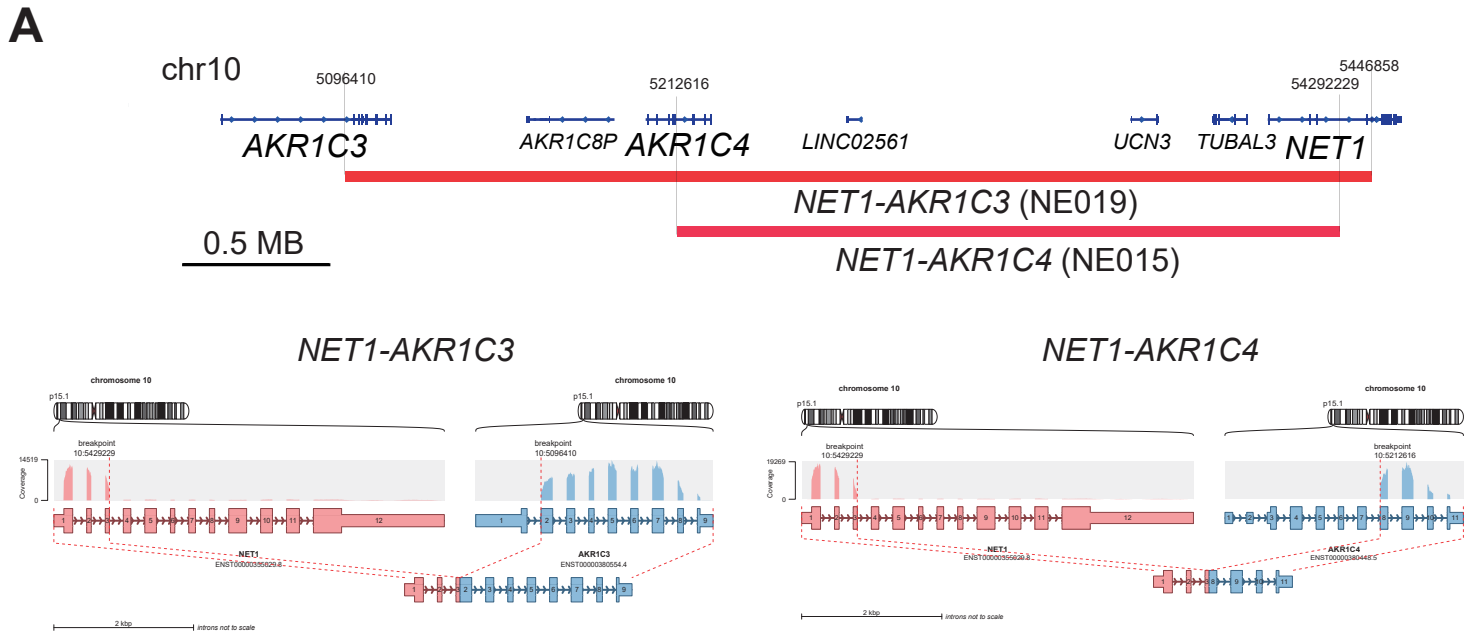 A
chr10
5096410
5212616
5446858
54292229
AKR1C3
AKR1C8P
AKR1C4
LINC02561
UCN3
TUBAL3
NET1
NET1-AKR1C3 (NE019)
NET1-AKR1C4 (NE015)
0.5 MB
NET1-AKR1C3
chromosome 10
chromosome 10
p15.1
p15.1
breakpoint
10:5429229
breakpoint
10:5096410
14519
0
Coverage
1 2 3 4 5 6 7 8 9 10 11 12
1 2 3 4 5 6 7 8 9
NET1
AKR1C3
ENST00000380554.4
1 2 3 2 3 4 5 6 7 8 9
2 kbp
introns not to scale
NET1-AKR1C4
chromosome 10
chromosome 10
p15.1
p15.1
breakpoint
10:5429229
breakpoint
10:5212616
19269
0
Coverage
1 2 3 4 5 6 7 8 9 10 11 12
1 2 3 4 5 6 7 8 9 10 11
NET1
AKR1C4
1 2 3 8 9 10 11
2 kbp
introns not to scale